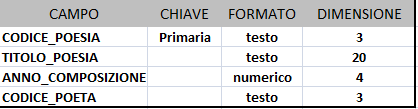 CAMPO CHIAVE FORMATO DIMENSIONE
CODICE_POESIA Primaria testo 3
TITOLO_POESIA testo 20
ANNO_COMPOSIZIONE numerico 4
CODICE_POETA testo 3